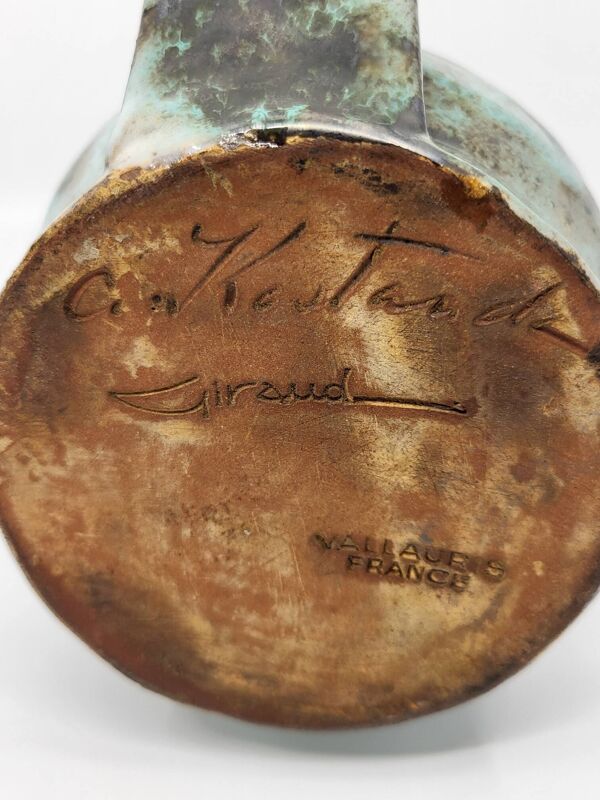 a. Kostanda
Giraud
VALLAURIS
FRANCE